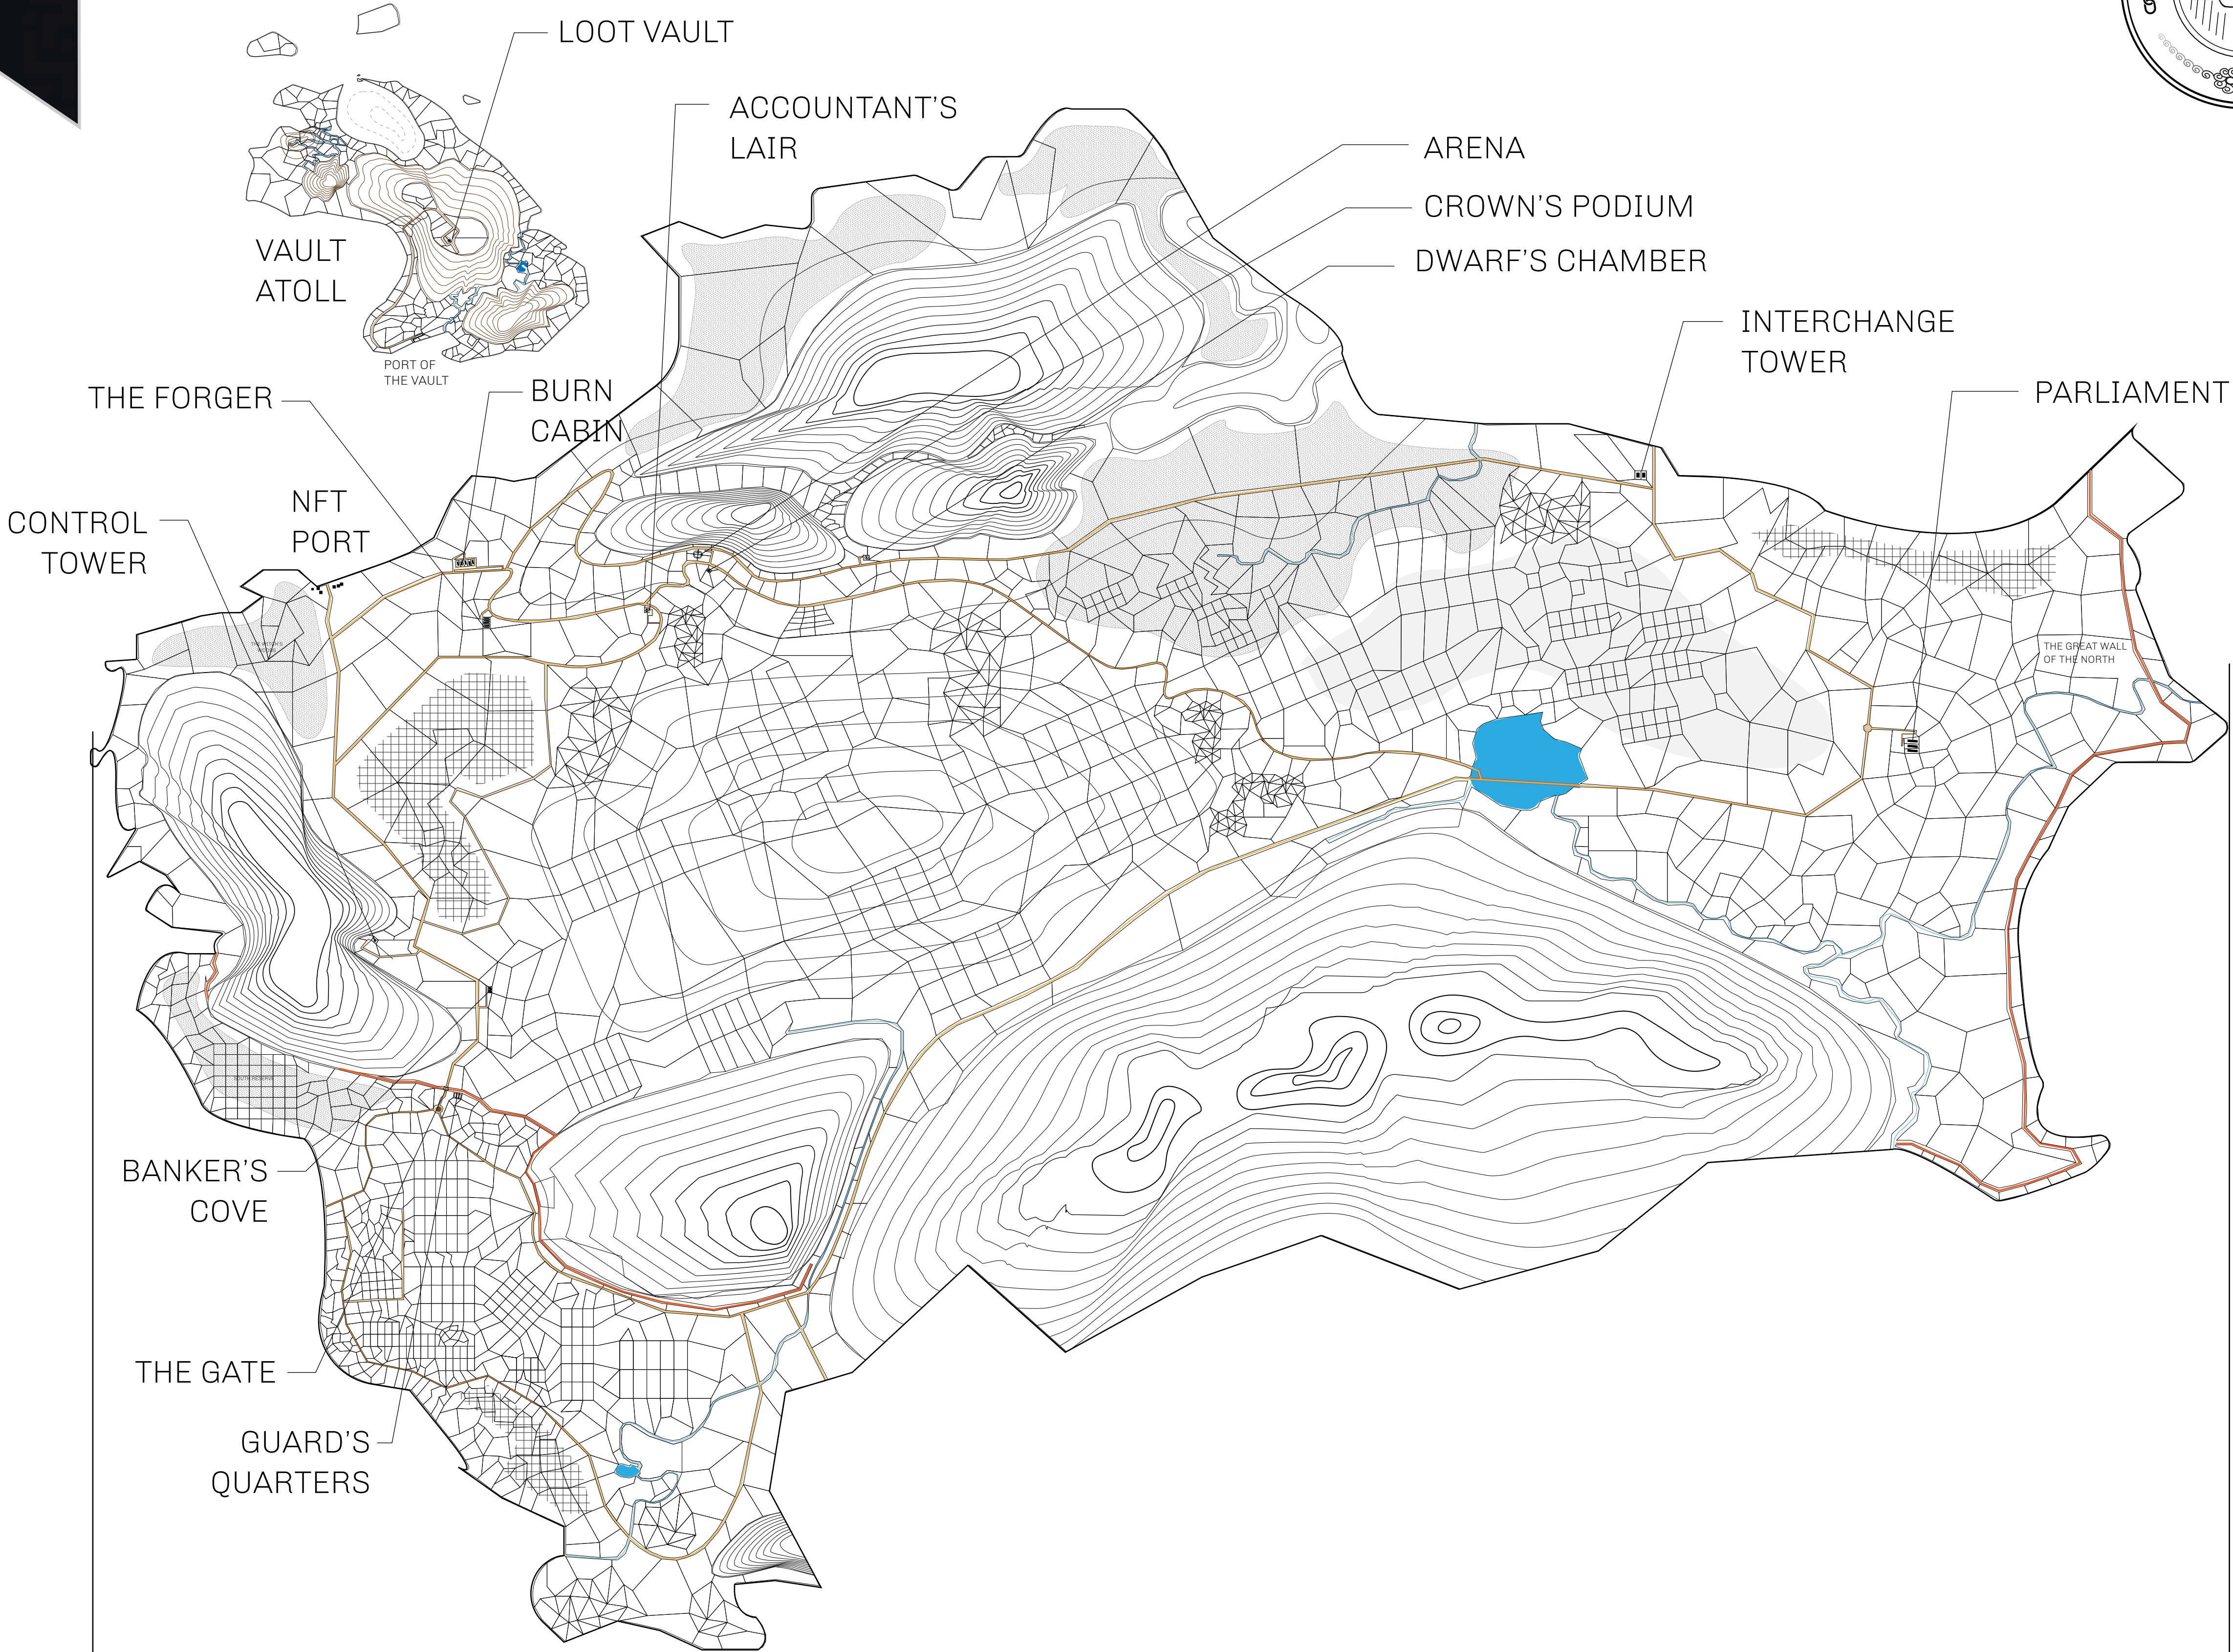 LOOT VAULT
ACCOUNTANT'S
LAIR
ARENA
CROWN'S PODIUM
DWARF'S CHAMBER
VAULT
ATOLL
INTERCHANGE
TOWER
PORT OF
THE VAULT
THE FORGER
BURN
CABIN
PARLIAMENT
NFT
PORT
CONTROL
TOWER
THE GREAT WALL
OF THE NORTH
SOUTH RESERVE
BANKER'S
COVE
THE GATE
GUARD'S
QUARTERS